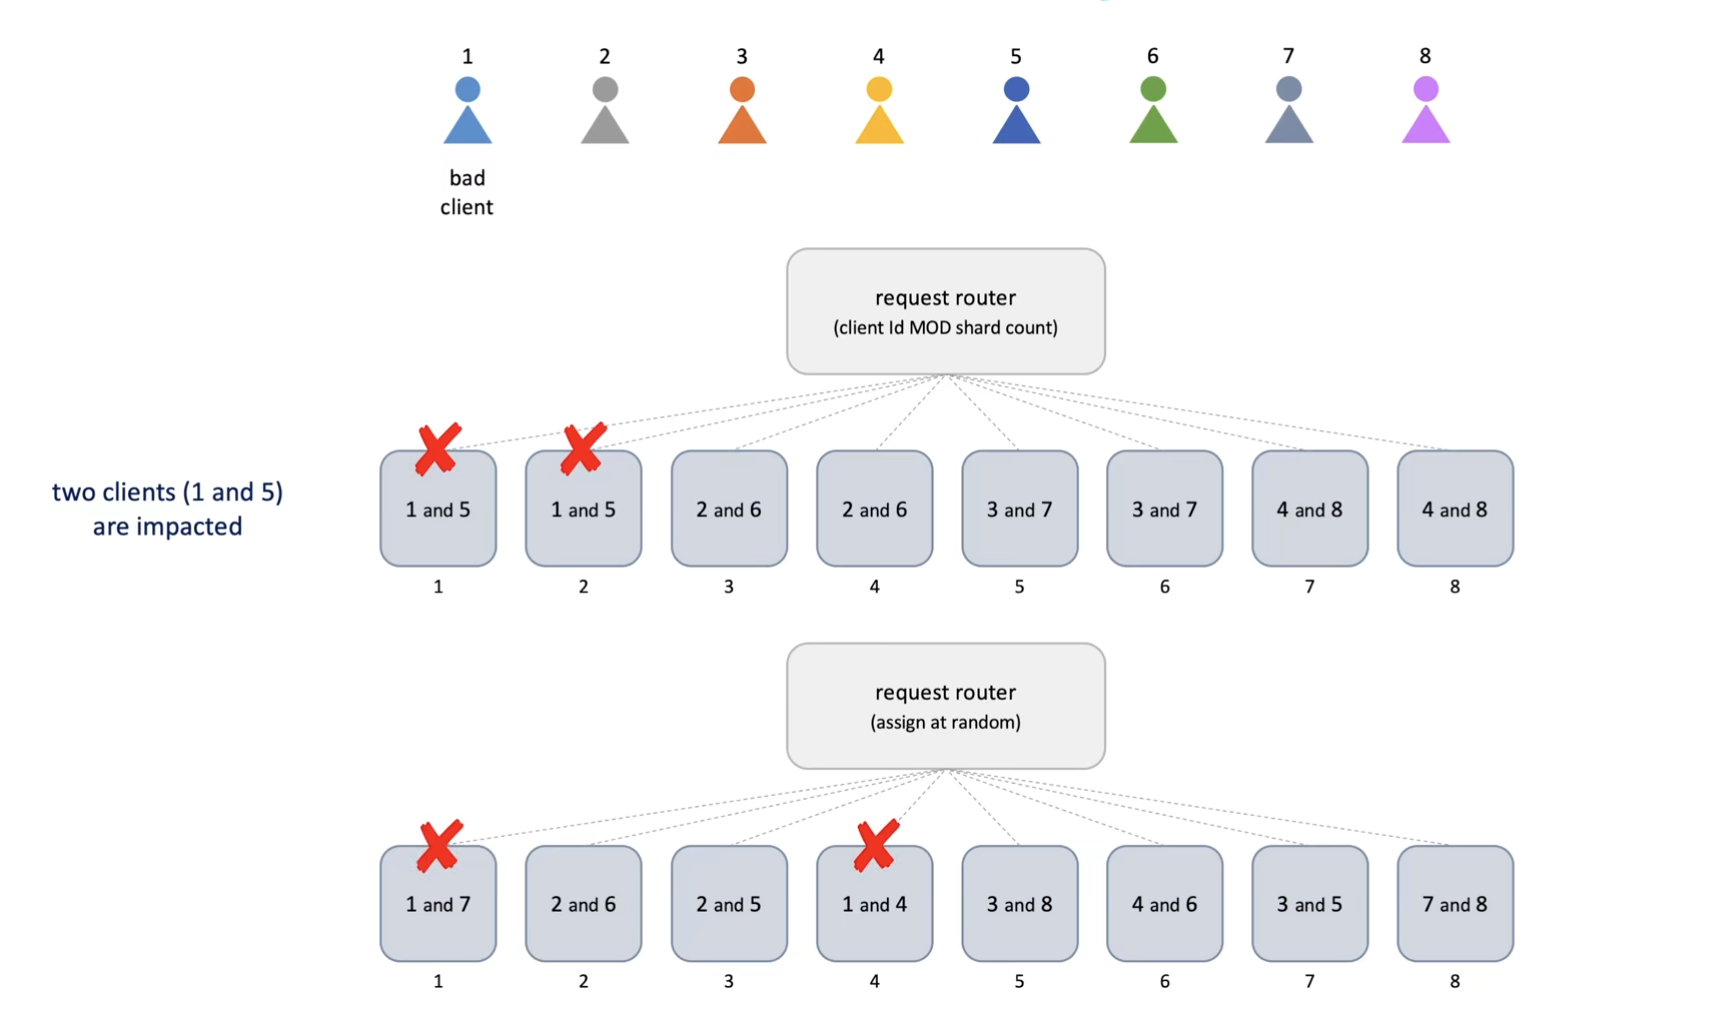 1 2 3 4 5 6 7 8
bad
client
request router
(client Id MOD shard count)
two clients (1 and 5)
are impacted
1 and 5 1 and 5 2 and 6 2 and 6 3 and 7 3 and 7 4 and 8 4 and 8
1 2 3 4 5 6 7 8
request router
(assign at random)
1 and 7 2 and 6 2 and 5 1 and 4 3 and 8 4 and 6 3 and 5 7 and 8
1 2 3 4 5 6 7 8